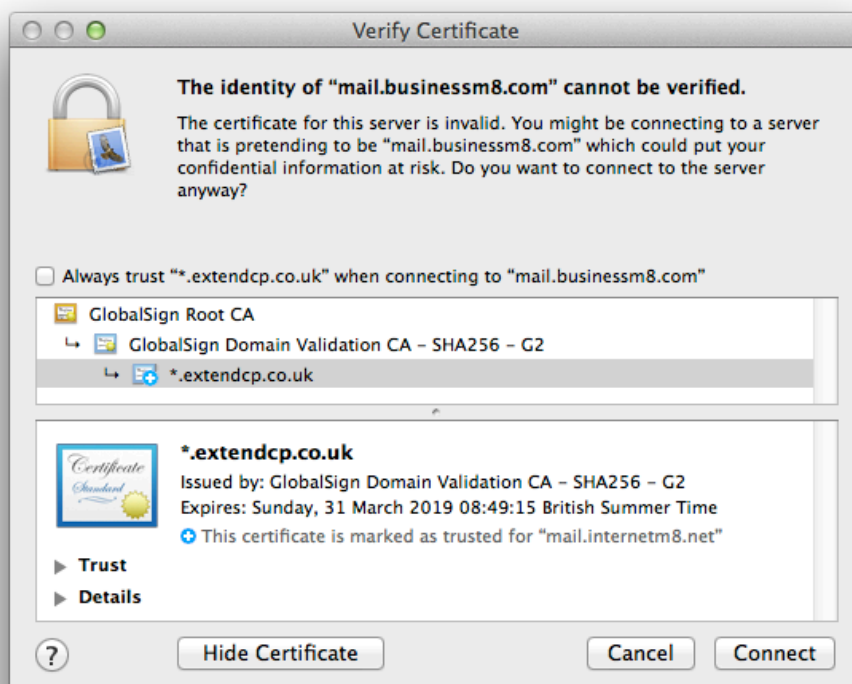 Verify Certificate
The identity of “mail.businessm8.com” cannot be verified.
The certificate for this server is invalid. You might be connecting to a server
that is pretending to be “mail.businessm8.com” which could put your
confidential information at risk. Do you want to connect to the server
anyway?
Always trust “*.extendcp.co.uk” when connecting to “mail.businessm8.com”
GlobalSign Root CA
GlobalSign Domain Validation CA – SHA256 – G2
*.extendcp.co.uk
Certificate
Standard
*.extendcp.co.uk
Issued by: GlobalSign Domain Validation CA – SHA256 – G2
Expires: Sunday, 31 March 2019 08:49:15 British Summer Time
This certificate is marked as trusted for “mail.internetm8.net”
Trust
Details
?
Hide Certificate
Cancel
Connect